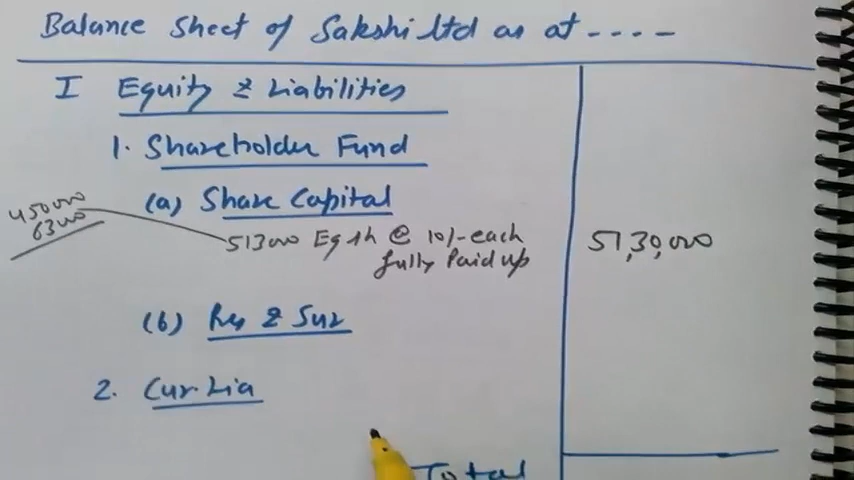 Balance Sheet of Sakshi Ltd as at ----
I Equity & Liabilities
1. Shareholder Fund
(a) Share Capital
450000
63000
513000 Eq sh @ 10/- each
fully Paid up
51,30,000
(b) Res & Sur
2. Cur. Lia
Total